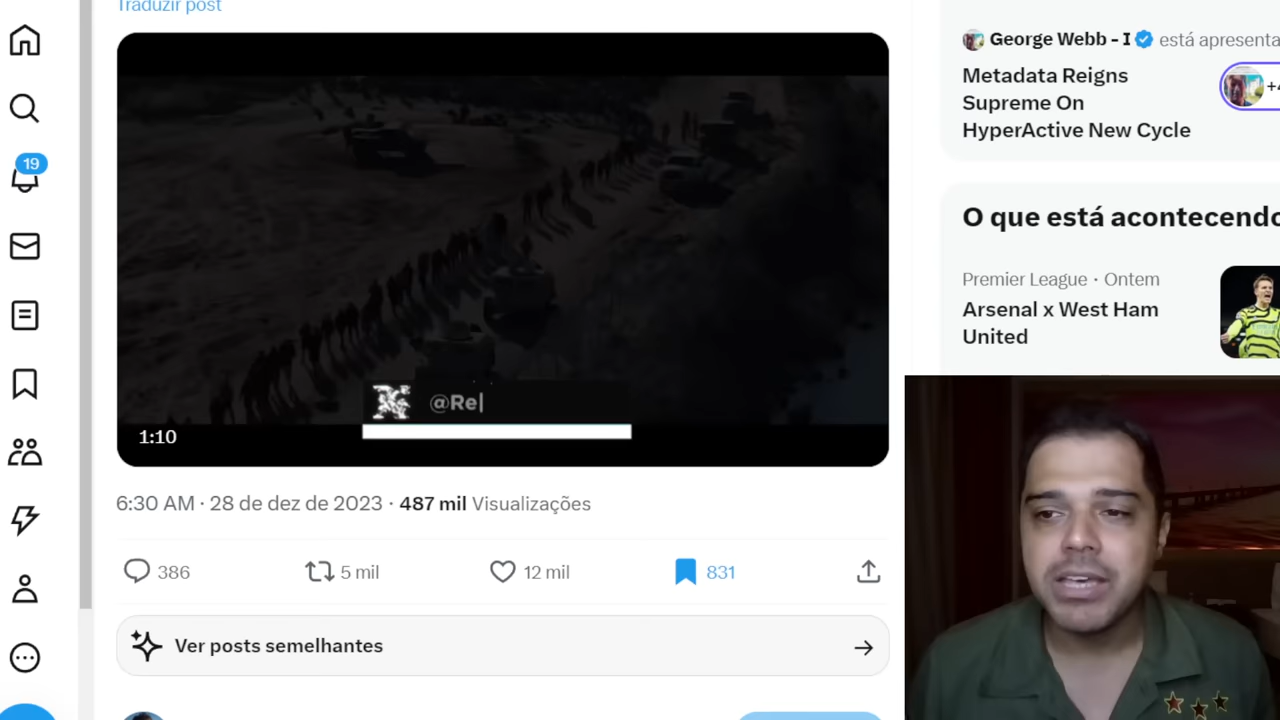 Traduzir post
19
@Re|
1:10
6:30 AM · 28 de dez de 2023 · 487 mil Visualizações
386
5 mil
12 mil
831
Ver posts semelhantes
George Webb - I está apresenta
Metadata Reigns
Supreme On
HyperActive New Cycle
+4
O que está acontecendo
Premier League · Ontem
Arsenal x West Ham
United